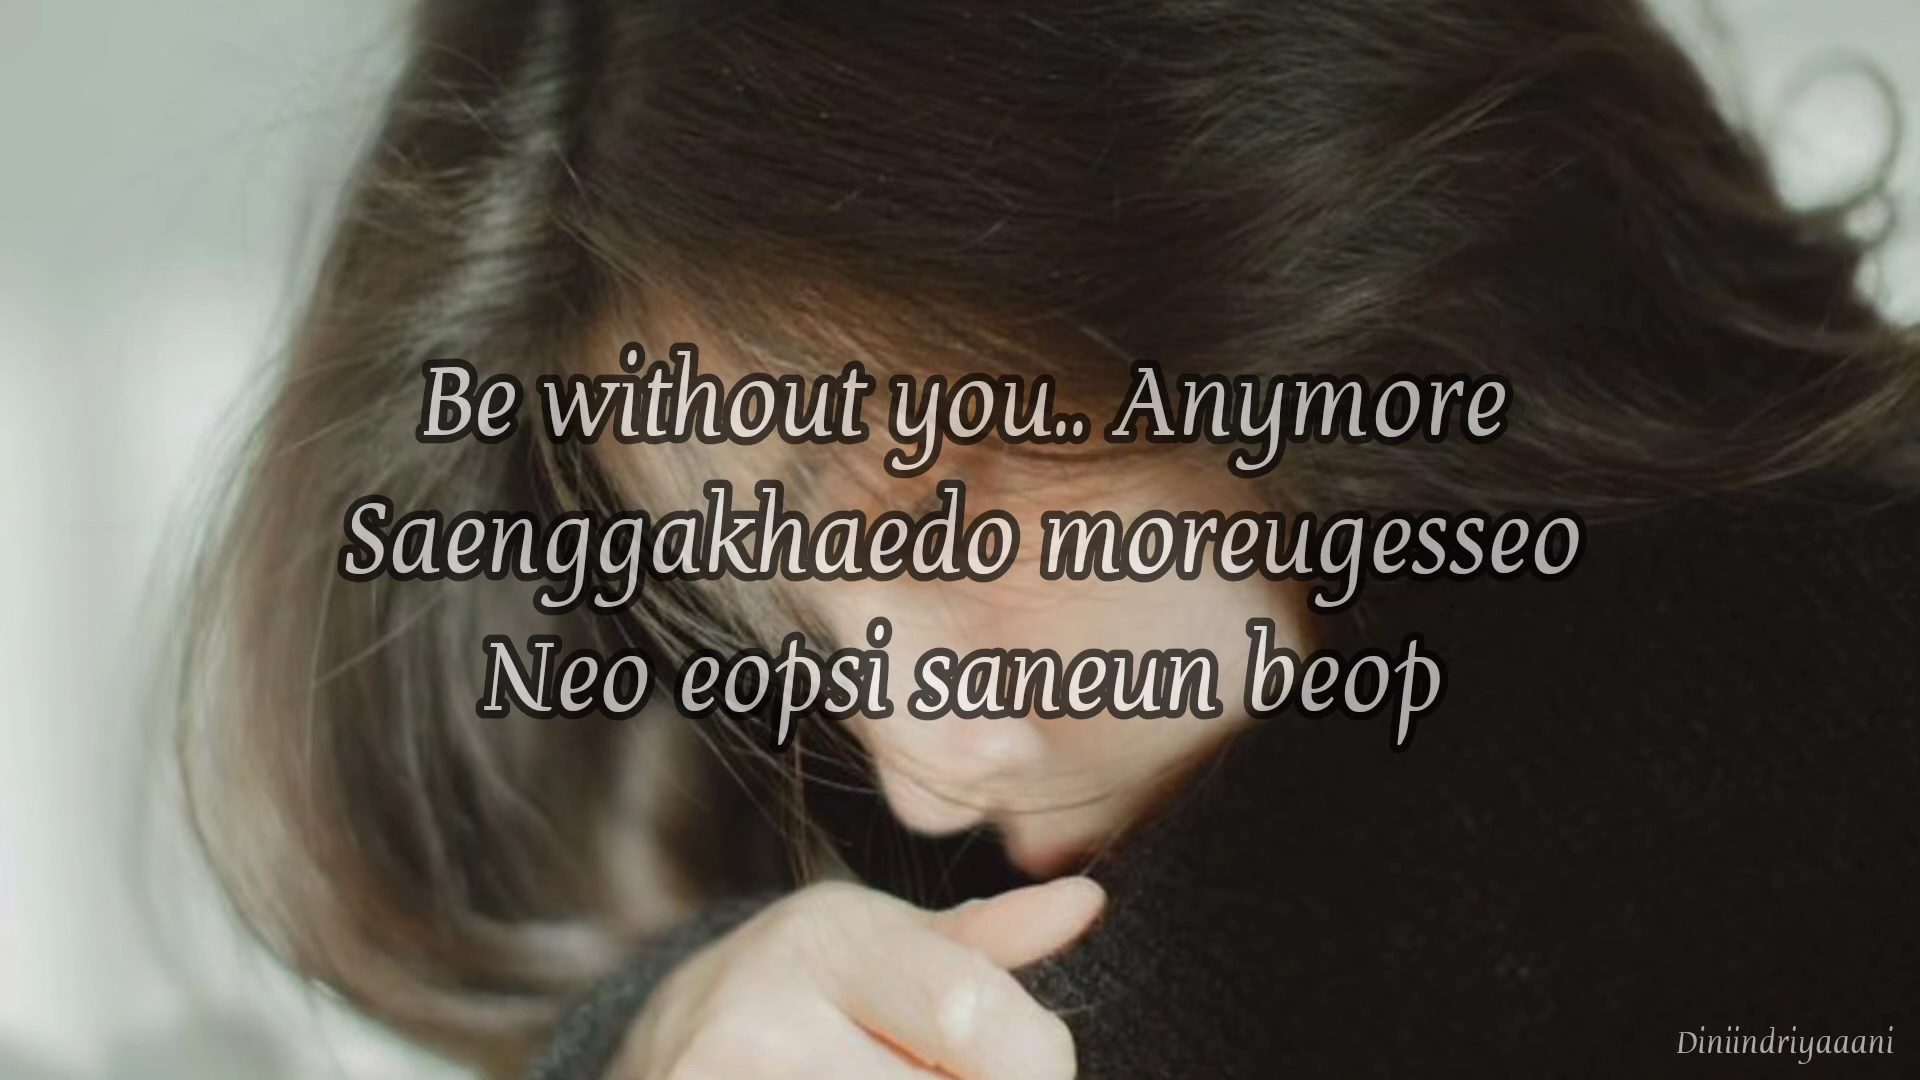 Be without you.. Anymore
Saenggakhaedo moreugesseo
Neo eopsi saneun beop
Diniindriyaaani